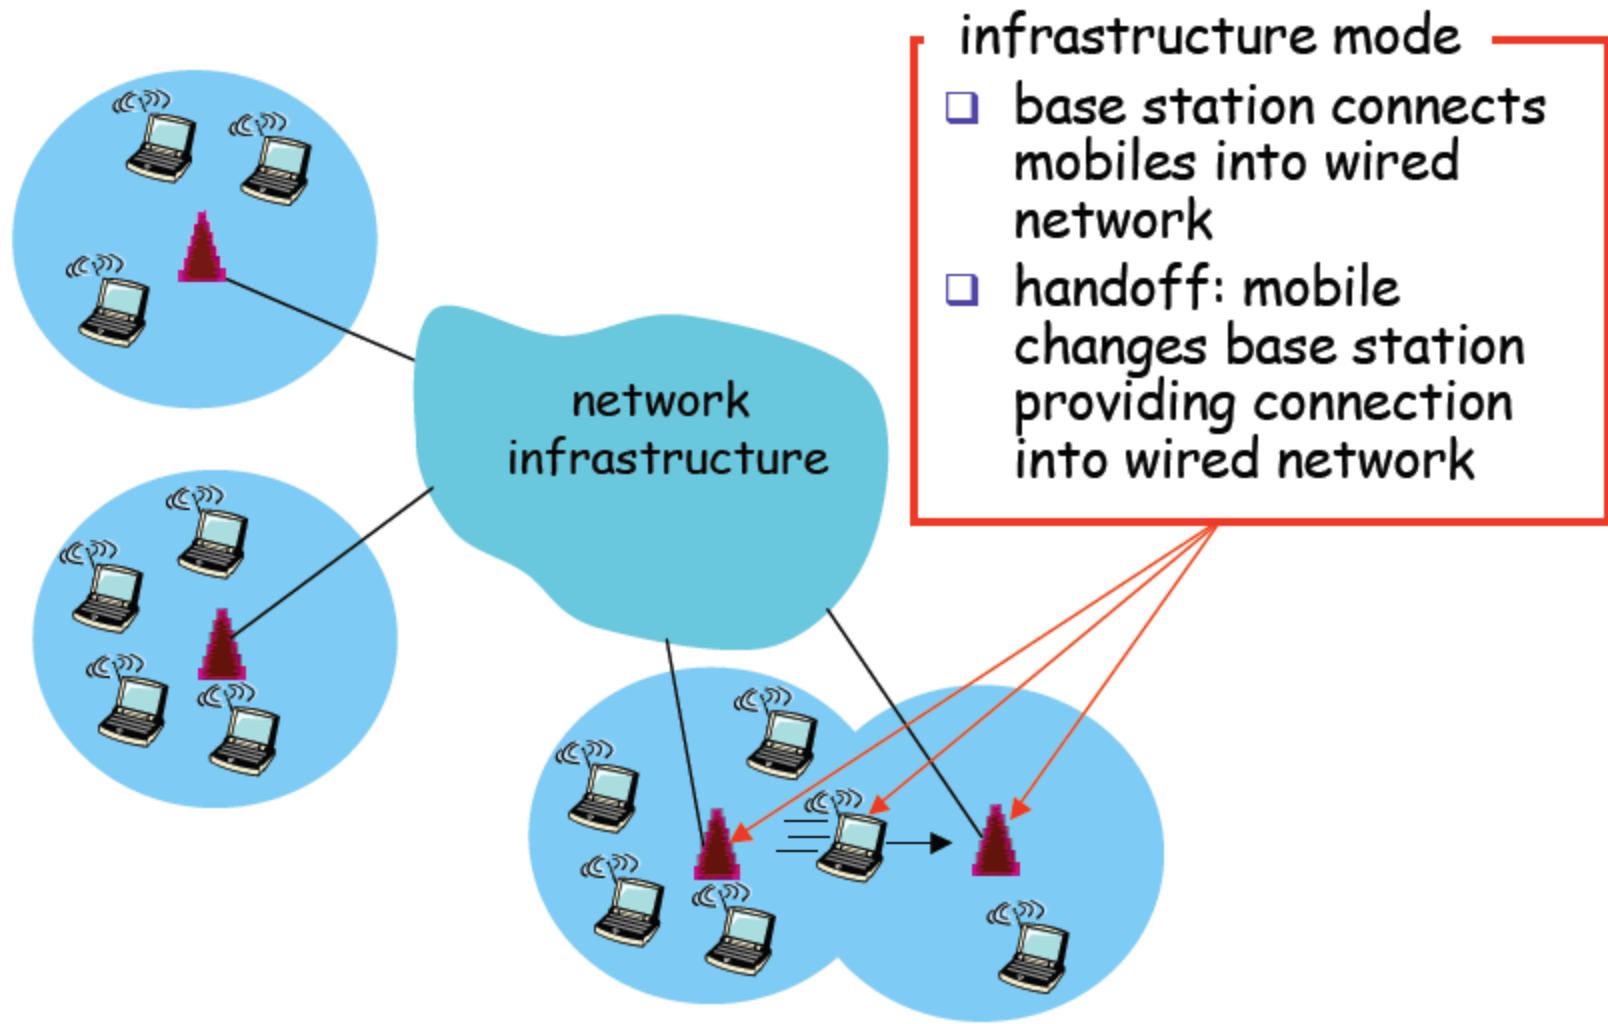 infrastructure mode
base station connects
mobiles into wired
network
handoff: mobile
changes base station
providing connection
into wired network
network
infrastructure